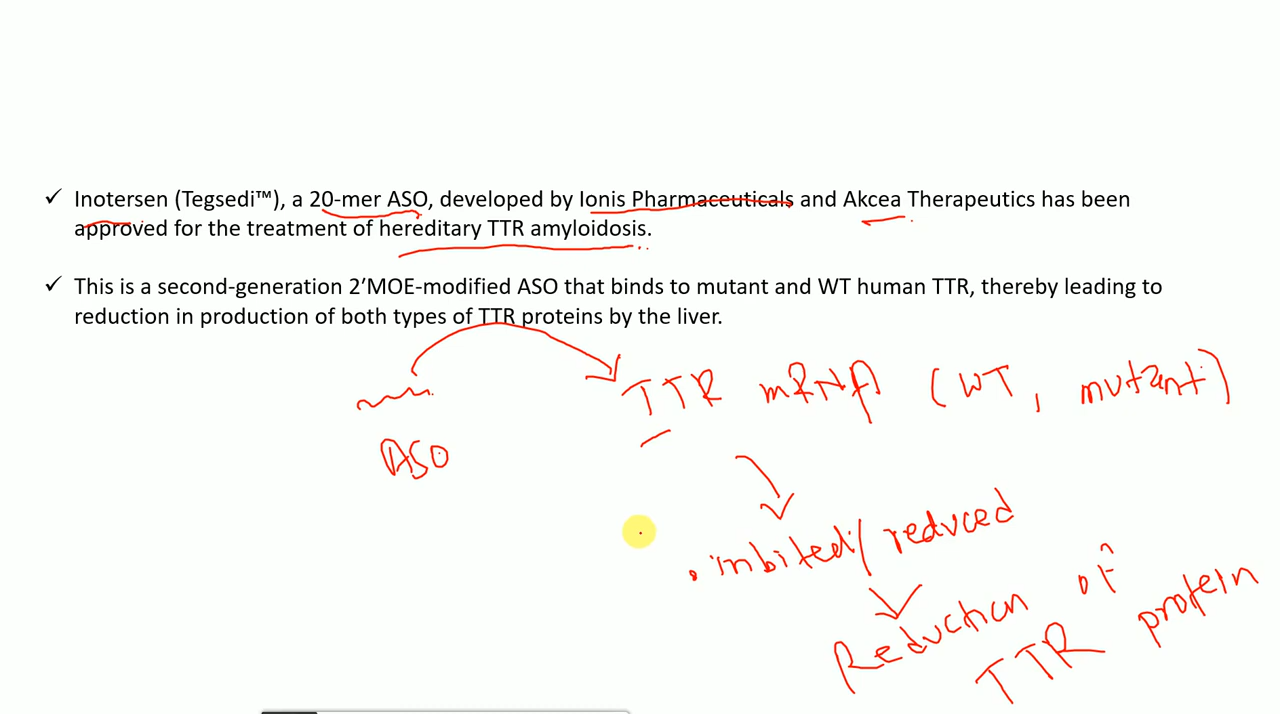 ✓ Inotersen (Tegsedi™), a 20-mer ASO, developed by Ionis Pharmaceuticals and Akcea Therapeutics has been
approved for the treatment of hereditary TTR amyloidosis.
✓ This is a second-generation 2’MOE-modified ASO that binds to mutant and WT human TTR, thereby leading to
reduction in production of both types of TTR proteins by the liver.
TTR mRNA (WT, mutant)
ASO
inbited/reduced
Reduction of
TTR protein